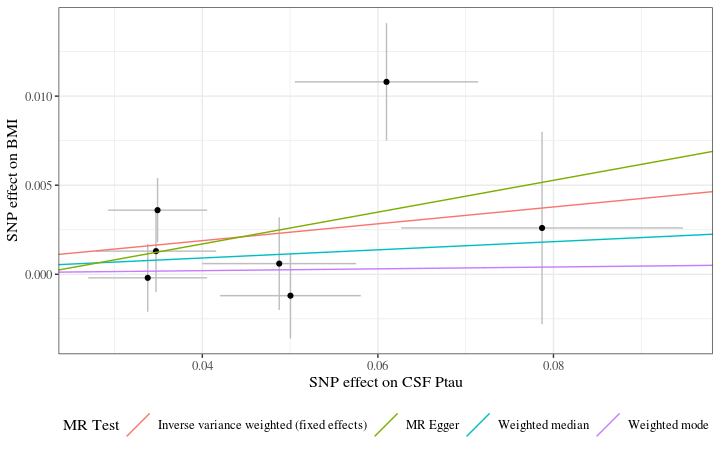 SNP effect on BMI
0.010
0.005
0.000
0.04 0.06 0.08
SNP effect on CSF Ptau
MR Test Inverse variance weighted (fixed effects) MR Egger Weighted median Weighted mode